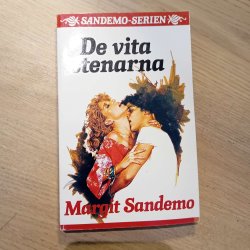 SANDEMO-SERIEN
De vita
stenarna
Margit Sandemo